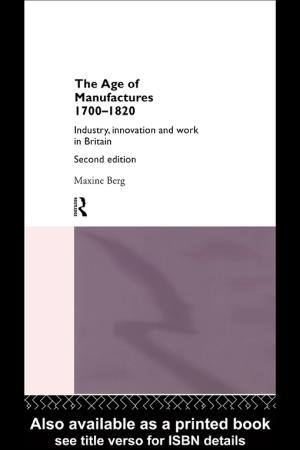 The Age of
Manufactures
1700–1820
Industry, innovation and work
in Britain
Second edition
Maxine Berg
ROUTLEDGE
Also available as a printed book
see title verso for ISBN details